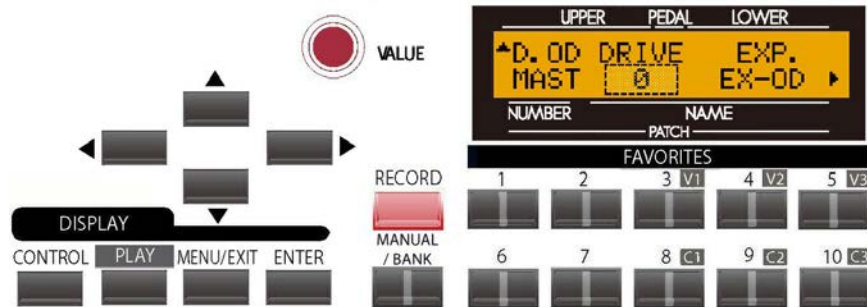 UPPER PEDAL LOWER
VALUE
D. OD DRIVE EXP.
MAST 0 EX-OD
NUMBER NAME
PATCH
FAVORITES
RECORD
1 2 3 V1 4 V2 5 V3
DISPLAY
MANUAL
/ BANK
CONTROL PLAY MENU/EXIT ENTER
6 7 8 C1 9 C2 10 C3